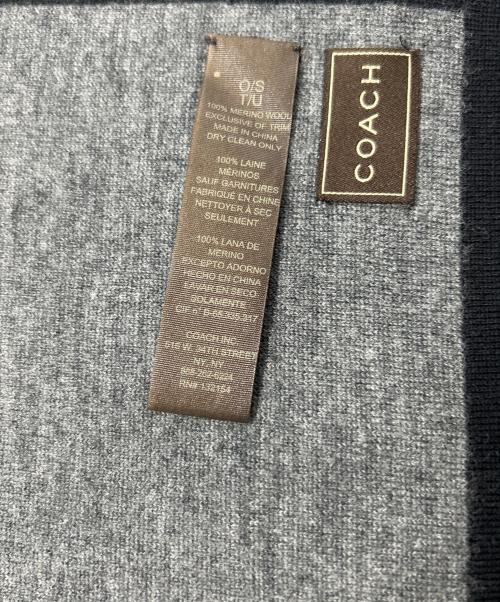 O/S
T/U
100% MERINO WOOL
EXCLUSIVE OF TRIM
MADE IN CHINA
DRY CLEAN ONLY
100% LAINE
MÉRINOS
SAUF GARNITURES
FABRIQUÉ EN CHINE
NETTOYER À SEC
SEULEMENT
100% LANA DE
MERINO
EXCEPTO ADORNO
HECHO EN CHINA
LAVAR EN SECO
SOLAMENTE
CIF n° B-65.335.317
COACH INC
516 W. 34TH STREET
NY, NY
RN# 132164
COACH